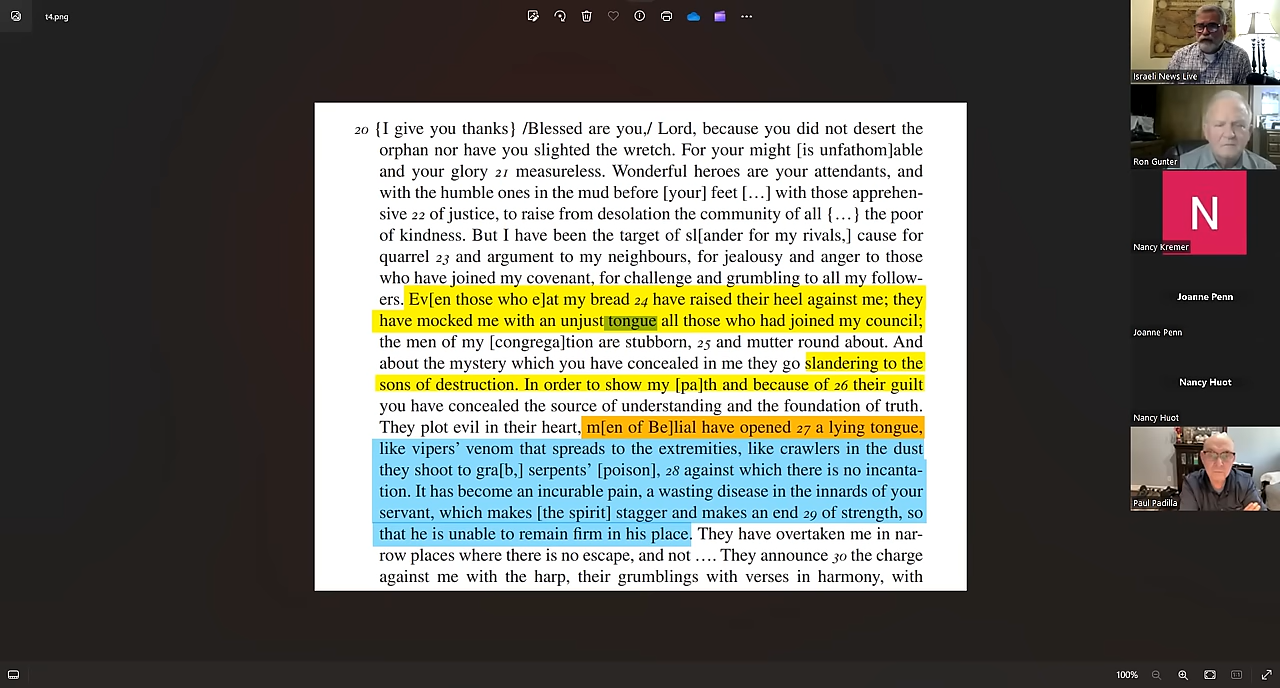 t4.png
20 {I give you thanks} /Blessed are you,/ Lord, because you did not desert the
orphan nor have you slighted the wretch. For your might [is unfathom]able
and your glory 21 measureless. Wonderful heroes are your attendants, and
with the humble ones in the mud before [your] feet […] with those apprehen-
sive 22 of justice, to raise from desolation the community of all {…} the poor
of kindness. But I have been the target of sl[ander for my rivals,] cause for
quarrel 23 and argument to my neighbours, for jealousy and anger to those
who have joined my covenant, for challenge and grumbling to all my follow-
ers. Ev[en those who e]at my bread 24 have raised their heel against me; they
have mocked me with an unjust tongue all those who had joined my council;
the men of my [congrega]tion are stubborn, 25 and mutter round about. And
about the mystery which you have concealed in me they go slandering to the
sons of destruction. In order to show my [pa]th and because of 26 their guilt
you have concealed the source of understanding and the foundation of truth.
They plot evil in their heart, m[en of Be]lial have opened 27 a lying tongue,
like vipers' venom that spreads to the extremities, like crawlers in the dust
they shoot to gra[b,] serpents' [poison], 28 against which there is no incanta-
tion. It has become an incurable pain, a wasting disease in the innards of your
servant, which makes [the spirit] stagger and makes an end 29 of strength, so
that he is unable to remain firm in his place. They have overtaken me in nar-
row places where there is no escape, and not …. They announce 30 the charge
against me with the harp, their grumblings with verses in harmony, with
Israeli News Live
Ron Gunter
N
Nancy Kremer
Joanne Penn
Joanne Penn
Nancy Huot
Nancy Huot
Paul Padilla
100%